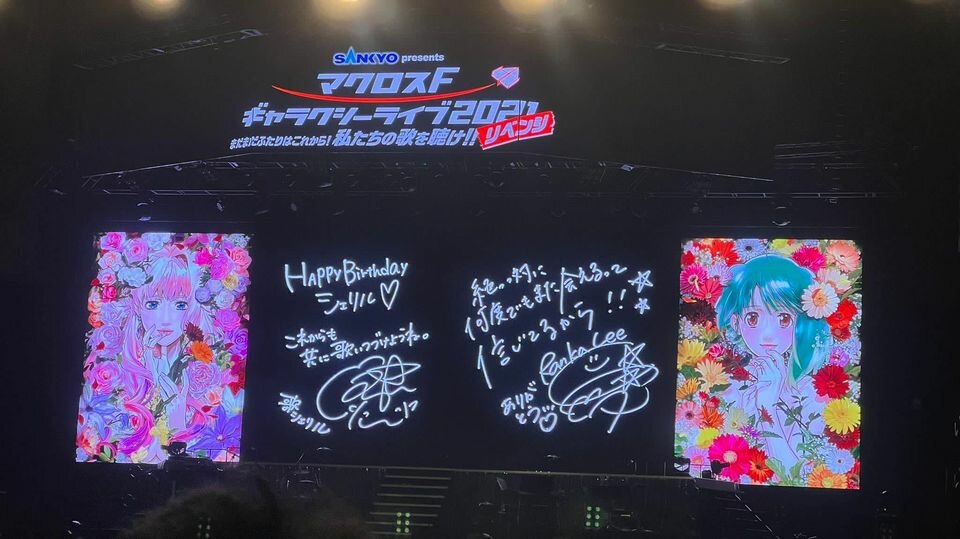 SANKYO presents
マクロスF
ギャラクシーライブ2021
リベンジ
まだまだふたりはこれから!私たちの歌を聴け!!
HAPPY Birthday
シェリル♡
これからも
共に歌いつづけようね。
歌シェリル
絶っ対に
何度でもまた会えるって
信じてるから!!
Ranka Lee
ありが
とう